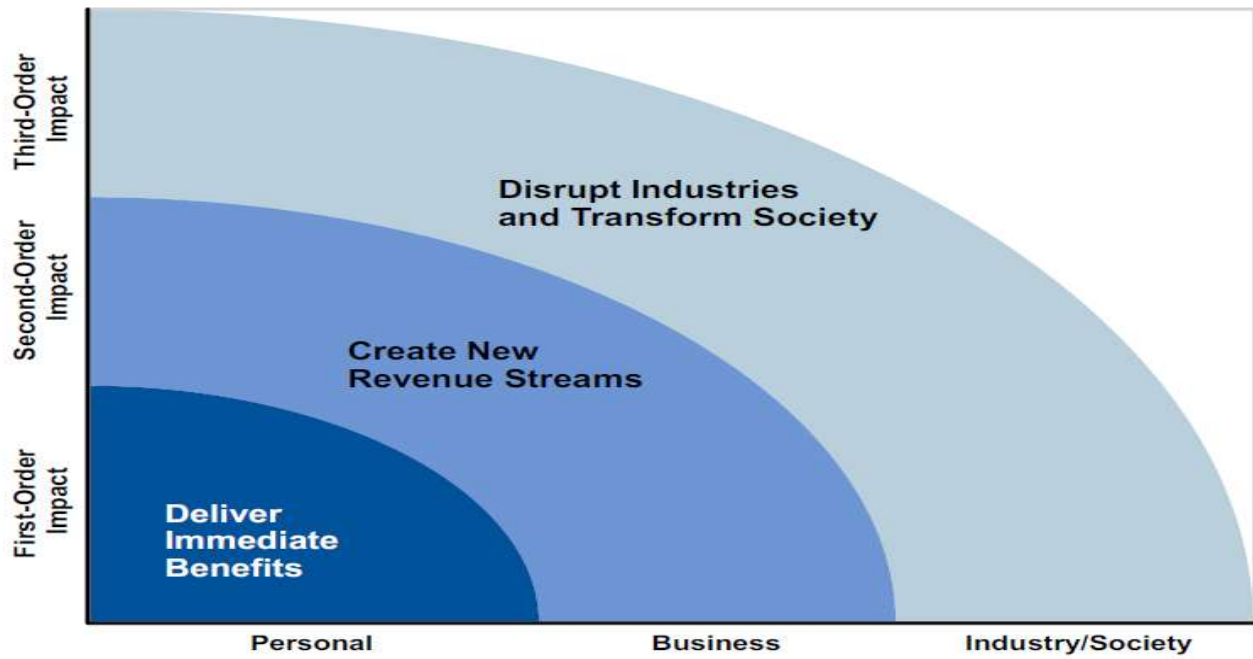 Third-Order
Impact
Second-Order
Impact
First-Order
Impact
Disrupt Industries
and Transform Society
Create New
Revenue Streams
Deliver
Immediate
Benefits
Personal
Business
Industry/Society